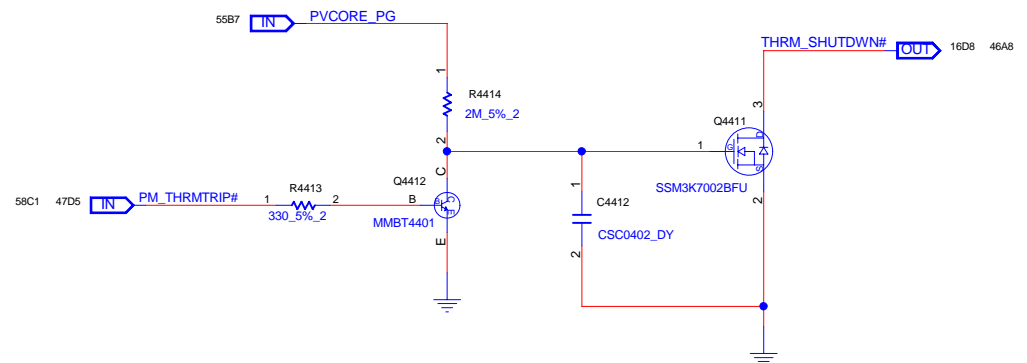 55B7 IN PVCORE_PG
THRM_SHUTDWN# OUT 16D8 46A8
1
R4414
2M_5%_2
2
3
Q4411
1
G D S
SSM3K7002BFU
2
C
Q4412
58C1 47D5 IN PM_THRMTRIP# 1 R4413 2 B
330_5%_2
B C E
MMBT4401
E
1
C4412
CSC0402_DY
2